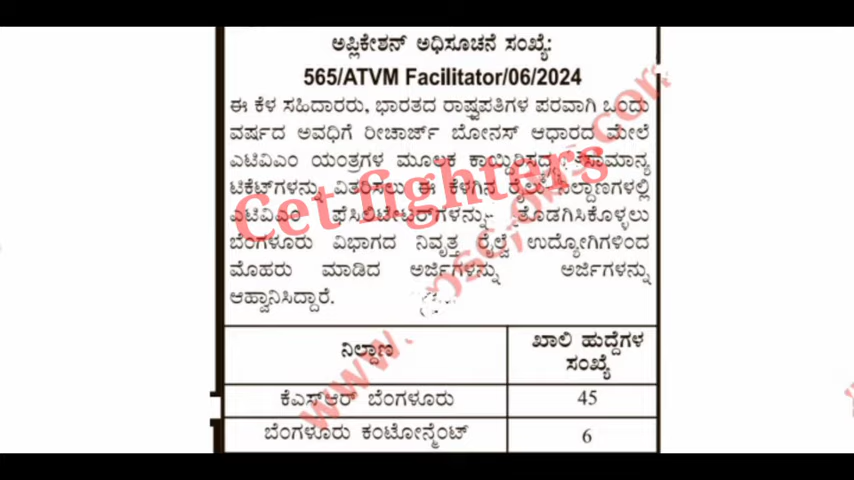 ಅಪ್ಲಿಕೇಶನ್ ಅಧಿಸೂಚನೆ ಸಂಖ್ಯೆ:
565/ATVM Facilitator/06/2024
ಈ ಕೆಳ ಸಹಿದಾರರು, ಭಾರತದ ರಾಷ್ಟ್ರಪತಿಗಳ ಪರವಾಗಿ ಒಂದು
ವರ್ಷದ ಅವಧಿಗೆ ರೀಚಾರ್ಜ್ ಬೋನಸ್ ಆಧಾರದ ಮೇಲೆ
ಎಟಿವಿಎಂ ಯಂತ್ರಗಳ ಮೂಲಕ ಕಾಯ್ದಿರಿಸದ ಸಾಮಾನ್ಯ
ಟಿಕೆಟ್‌ಗಳನ್ನು ವಿತರಿಸಲು ಈ ಕೆಳಗಿನ ರೈಲು ನಿಲ್ದಾಣಗಳಲ್ಲಿ
ಎಟಿವಿಎಂ ಫೆಸಿಲಿಟೇಟರ್‌ಗಳನ್ನು ತೊಡಗಿಸಿಕೊಳ್ಳಲು
ಬೆಂಗಳೂರು ವಿಭಾಗದ ನಿವೃತ್ತ ರೈಲ್ವೆ ಉದ್ಯೋಗಿಗಳಿಂದ
ಮೊಹರು ಮಾಡಿದ ಅರ್ಜಿಗಳನ್ನು ಅರ್ಜಿಗಳನ್ನು
ಆಹ್ವಾನಿಸಿದ್ದಾರೆ.
Cet fighters
ನಿಲ್ದಾಣ ಖಾಲಿ ಹುದ್ದೆಗಳ
ಸಂಖ್ಯೆ
ಕೆಎಸ್ಆರ್ ಬೆಂಗಳೂರು 45
ಬೆಂಗಳೂರು ಕಂಟೋನ್ಮೆಂಟ್ 6